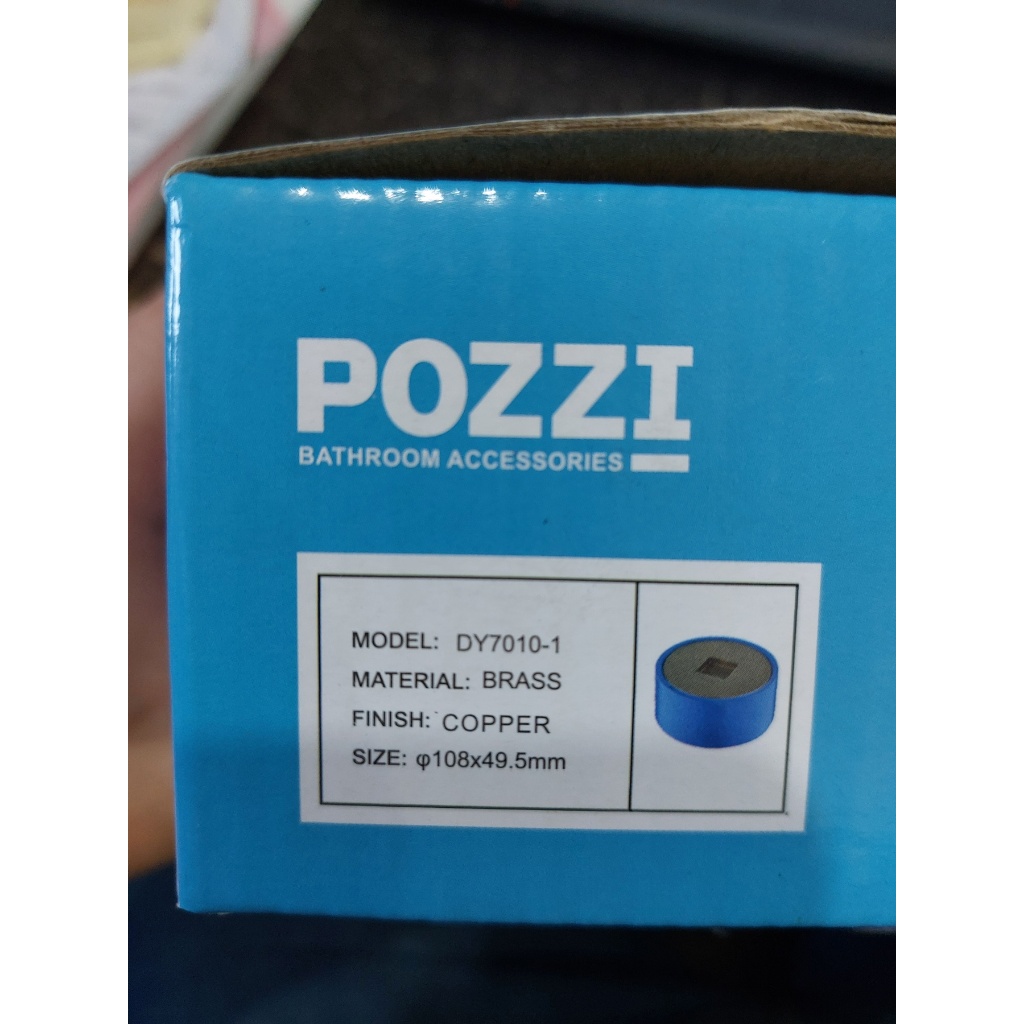 POZZI
BATHROOM ACCESSORIES
MODEL: DY7010-1
MATERIAL: BRASS
FINISH: COPPER
SIZE: φ108x49.5mm